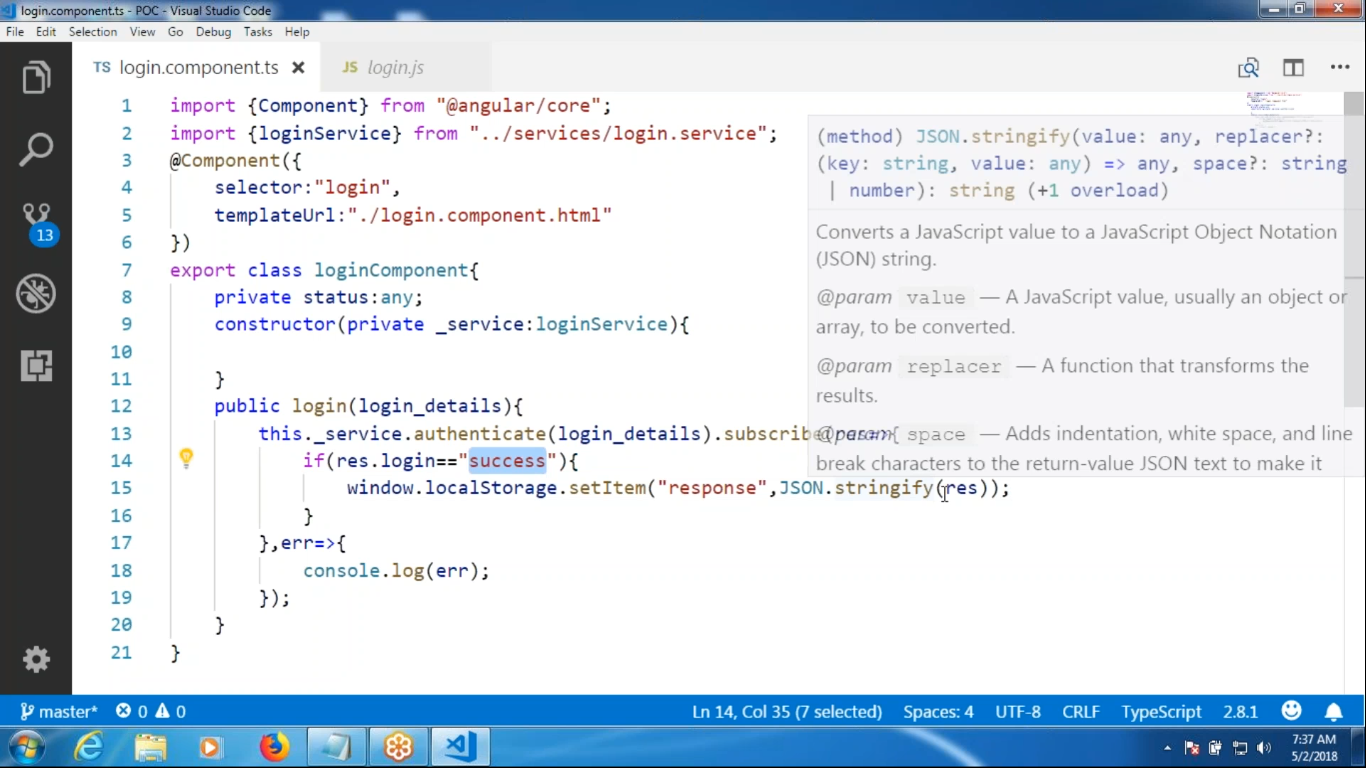 login.component.ts - POC - Visual Studio Code
File Edit Selection View Go Debug Tasks Help
TS login.component.ts × JS login.js
1 import {Component} from "@angular/core";
2 import {loginService} from "../services/login.service";
3 @Component({
4 selector:"login",
5 templateUrl:"./login.component.html"
6 })
7 export class loginComponent{
8 private status:any;
9 constructor(private _service:loginService){
10
11 }
12 public login(login_details){
13 this._service.authenticate(login_details).subscribe
14 if(res.login=="success"){
15 window.localStorage.setItem("response",JSON.stringify(res));
16 }
17 },err=>{
18 console.log(err);
19 });
20 }
21 }
(method) JSON.stringify(value: any, replacer?:
(key: string, value: any) => any, space?: string
| number): string (+1 overload)
Converts a JavaScript value to a JavaScript Object Notation
(JSON) string.
@param value — A JavaScript value, usually an object or
array, to be converted.
@param replacer — A function that transforms the
results.
@param space — Adds indentation, white space, and line
break characters to the return-value JSON text to make it
13
master* 0 0 Ln 14, Col 35 (7 selected) Spaces: 4 UTF-8 CRLF TypeScript 2.8.1
7:37 AM
5/2/2018